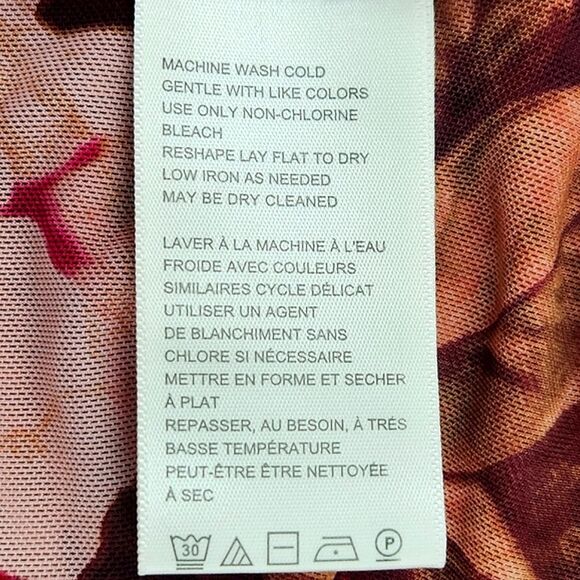 MACHINE WASH COLD
GENTLE WITH LIKE COLORS
USE ONLY NON-CHLORINE
BLEACH
RESHAPE LAY FLAT TO DRY
LOW IRON AS NEEDED
MAY BE DRY CLEANED
LAVER À LA MACHINE À L'EAU
FROIDE AVEC COULEURS
SIMILAIRES CYCLE DÉLICAT
UTILISER UN AGENT
DE BLANCHIMENT SANS
CHLORE SI NÉCESSAIRE
METTRE EN FORME ET SECHER
À PLAT
REPASSER, AU BESOIN, À TRÉS
BASSE TEMPÉRATURE
PEUT-ÊTRE ÊTRE NETTOYÉE
À SEC
30 P